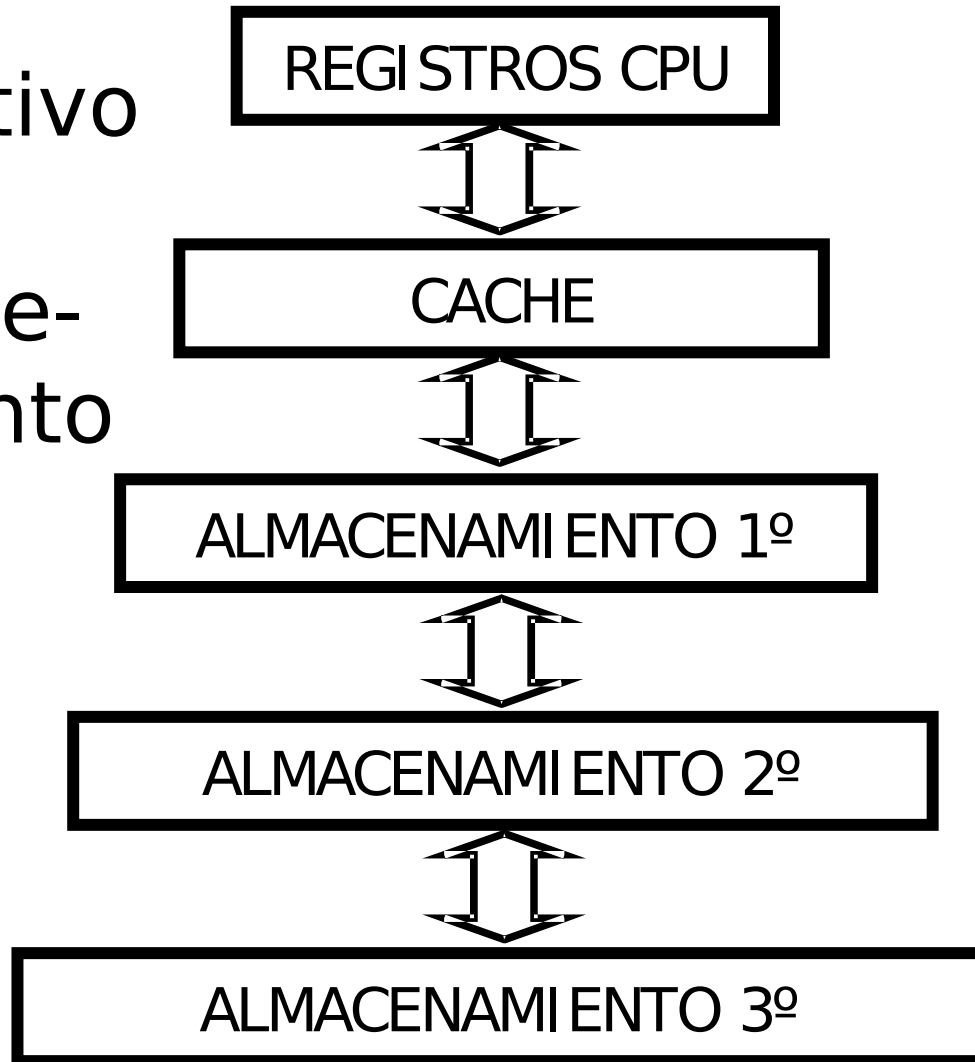 REGISTROS CPU
tivo
CACHE
e-
nto
ALMACENAMIENTO 1º
ALMACENAMIENTO 2º
ALMACENAMIENTO 3º